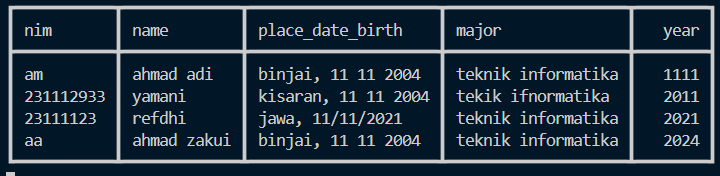 nim name place_date_birth major year
am ahmad adi binjai, 11 11 2004 teknik informatika 1111
231112933 yamani kisaran, 11 11 2004 tekik ifnormatika 2011
23111123 refdhi jawa, 11/11/2021 teknik informatika 2021
aa ahmad zakui binjai, 11 11 2004 teknik informatika 2024